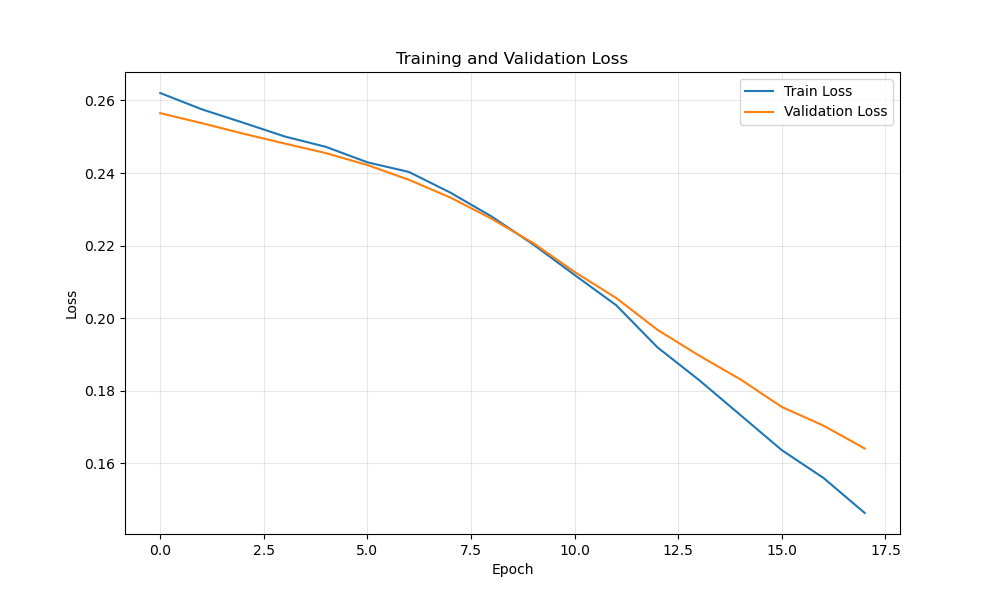 Training and Validation Loss
Train Loss
Validation Loss
0.26
0.24
0.22
0.20
0.18
0.16
Loss
0.0 2.5 5.0 7.5 10.0 12.5 15.0 17.5
Epoch